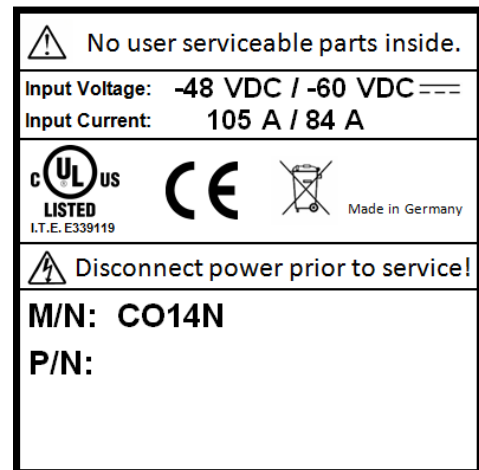 No user serviceable parts inside.
Input Voltage: -48 VDC / -60 VDC
Input Current: 105 A / 84 A
C UL US
LISTED
I.T.E. E339119
CE
Made in Germany
Disconnect power prior to service!
M/N: CO14N
P/N: